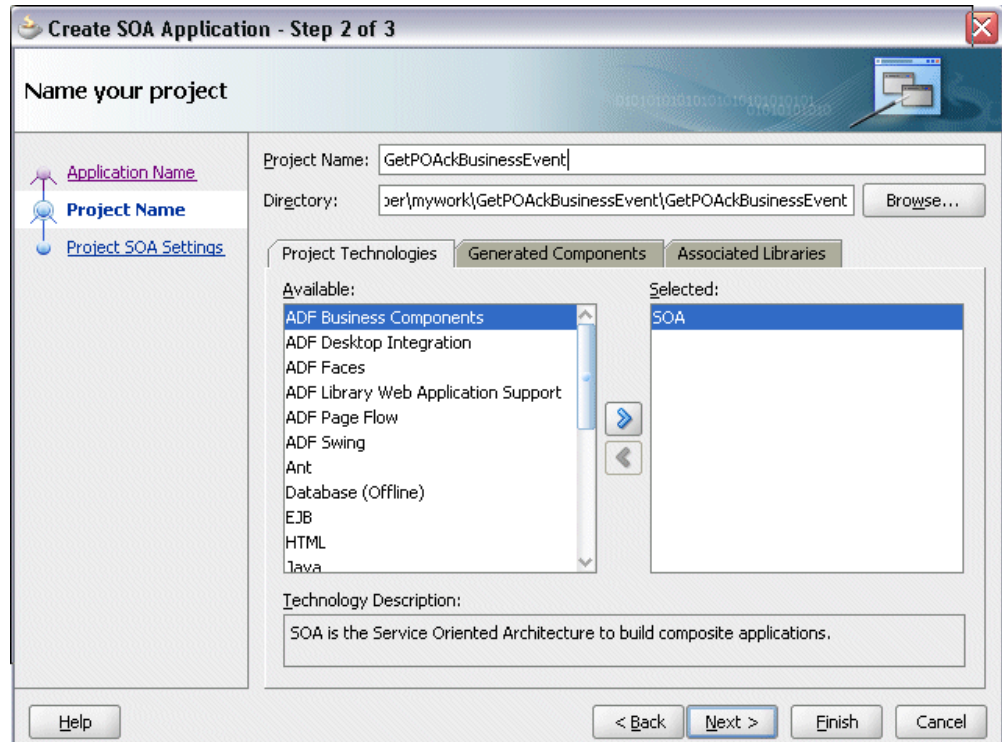 Create SOA Application - Step 2 of 3
Name your project
Application Name
Project Name
Project SOA Settings
Project Name: GetPOAckBusinessEvent
Directory: per\mywork\GetPOAckBusinessEvent\GetPOAckBusinessEvent Browse...
Project Technologies Generated Components Associated Libraries
Available:
ADF Business Components
ADF Desktop Integration
ADF Faces
ADF Library Web Application Support
ADF Page Flow
ADF Swing
Ant
Database (Offline)
EJB
HTML
Java
Selected:
SOA
Technology Description:
SOA is the Service Oriented Architecture to build composite applications.
Help < Back Next > Finish Cancel